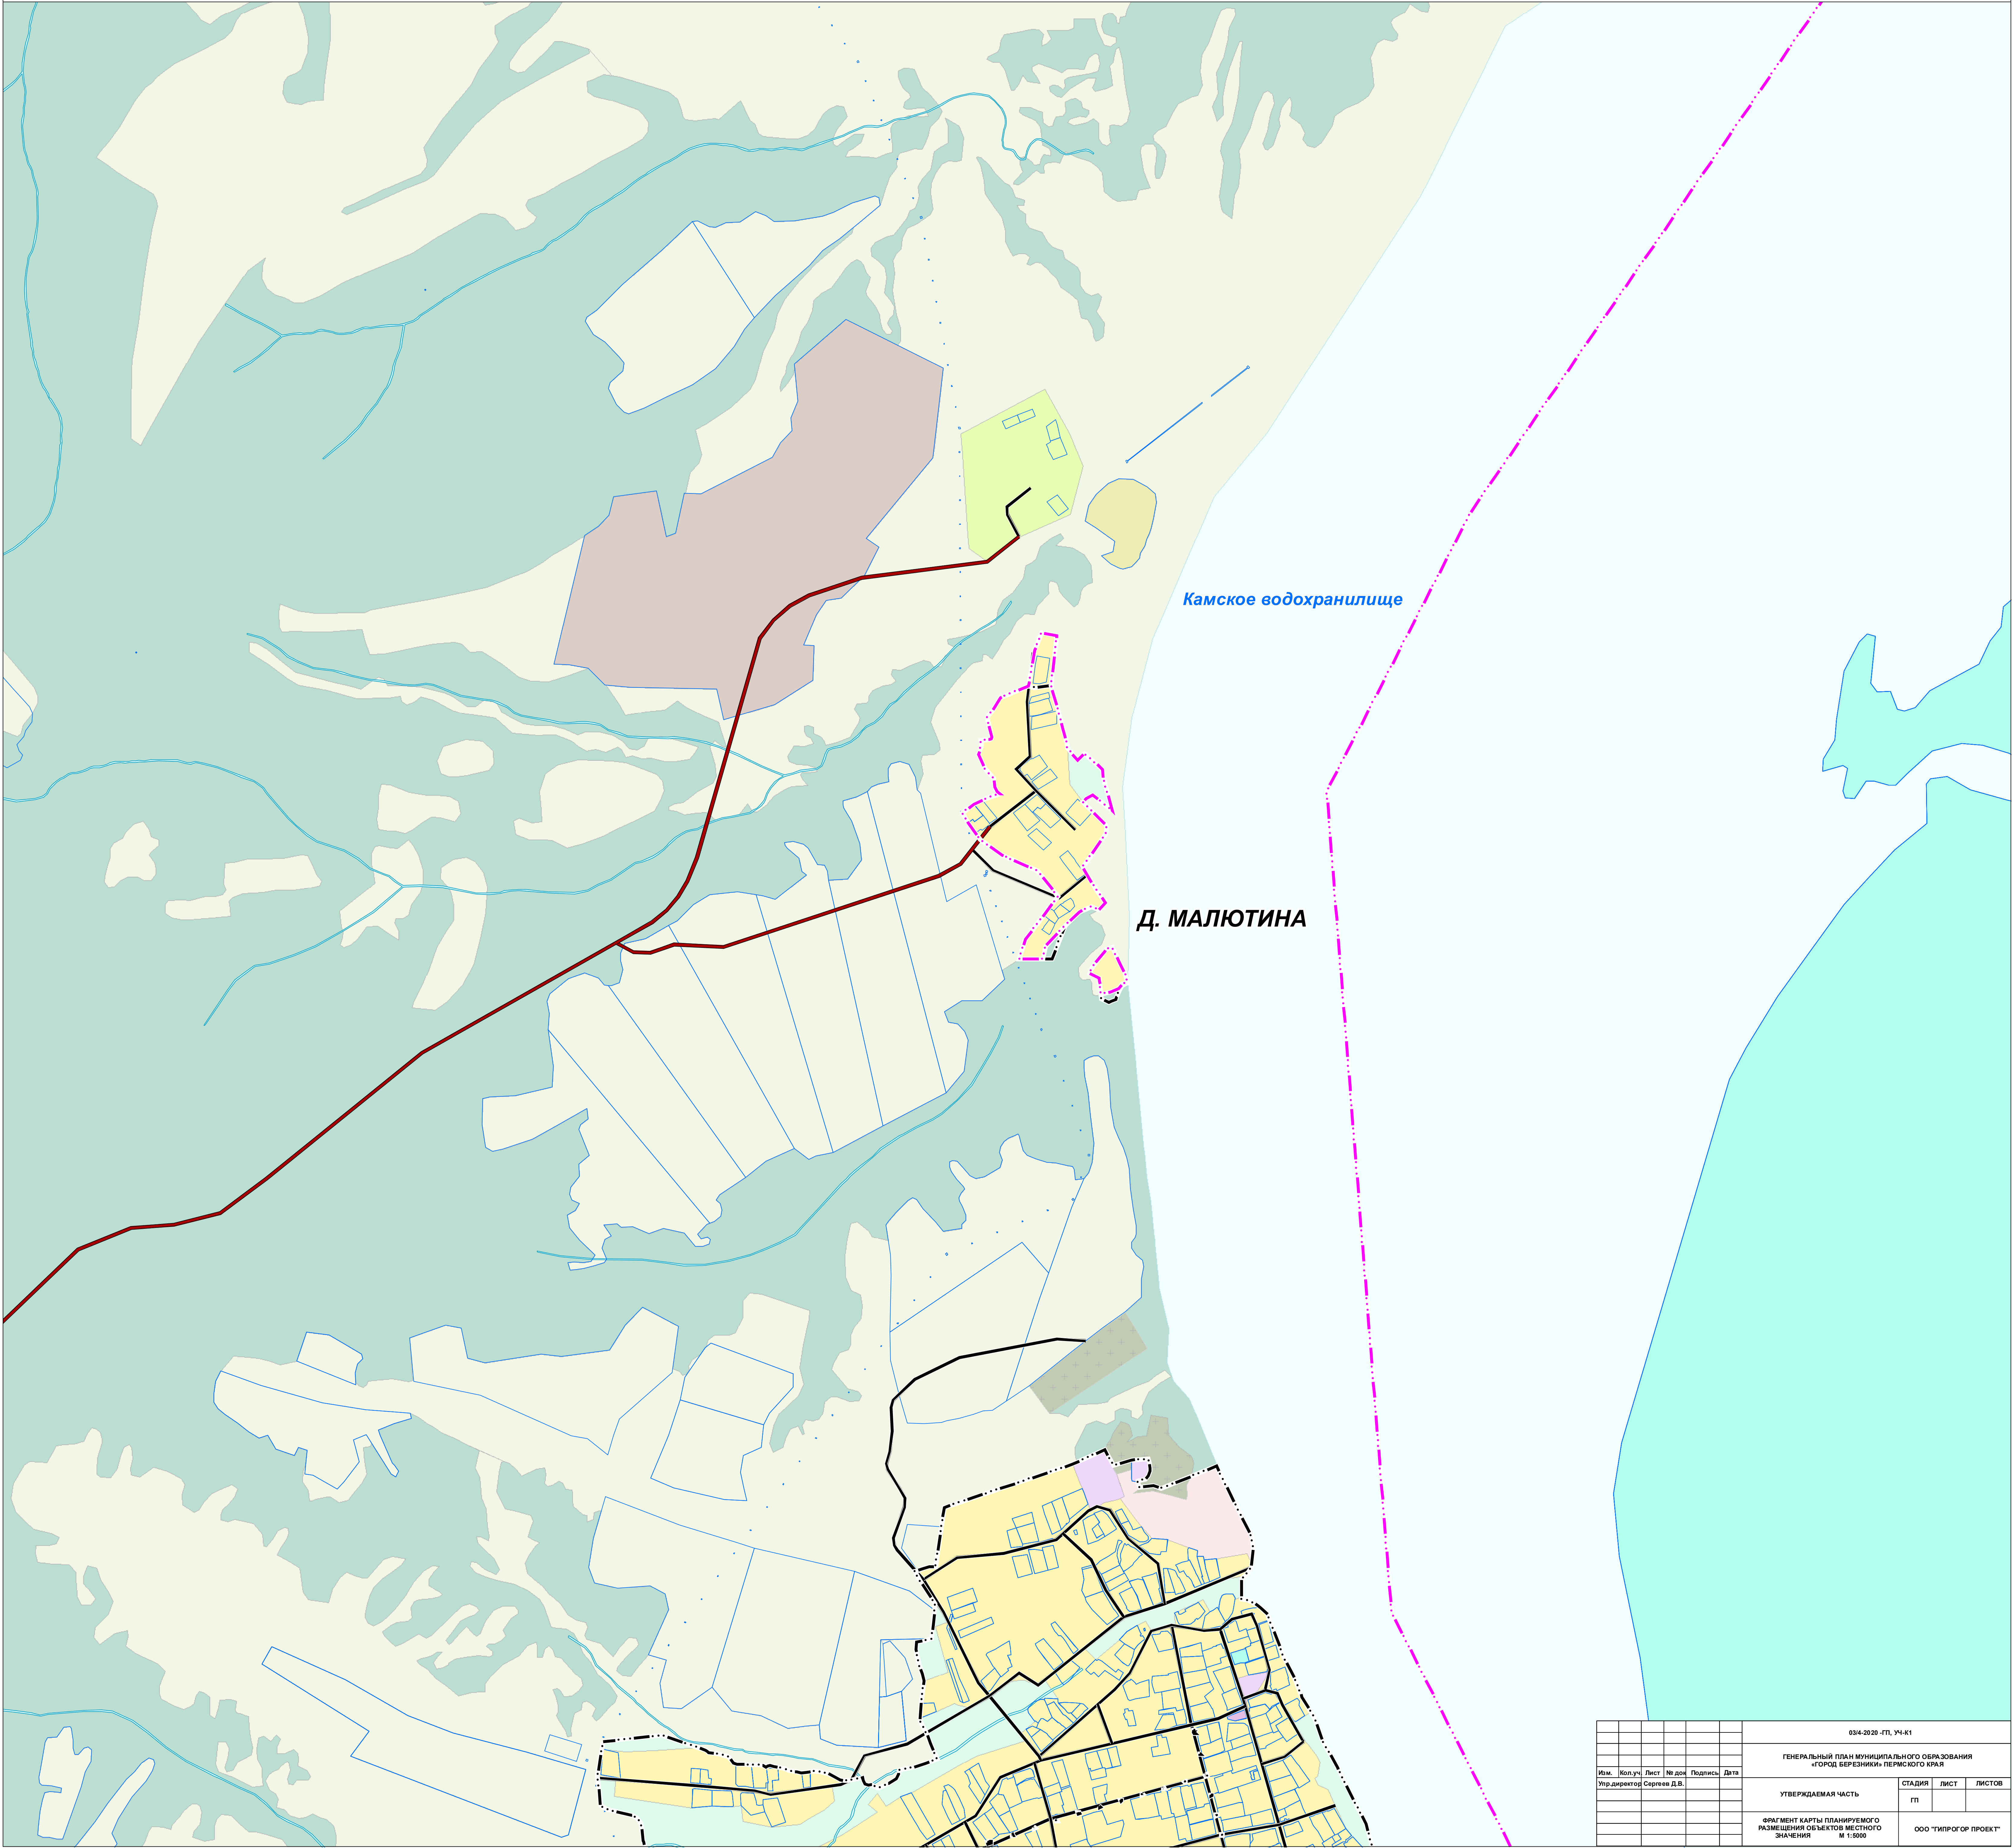 Камское водохранилище
Д. МАЛЮТИНА
03/4-2020 -ГП, УЧ-К1
ГЕНЕРАЛЬНЫЙ ПЛАН МУНИЦИПАЛЬНОГО ОБРАЗОВАНИЯ
«ГОРОД БЕРЕЗНИКИ» ПЕРМСКОГО КРАЯ
Изм. Кол.уч. Лист № док Подпись Дата
Упр.директор Сергеев Д.В.
УТВЕРЖДАЕМАЯ ЧАСТЬ
СТАДИЯ ЛИСТ ЛИСТОВ
ГП
ФРАГМЕНТ КАРТЫ ПЛАНИРУЕМОГО
РАЗМЕЩЕНИЯ ОБЪЕКТОВ МЕСТНОГО
ЗНАЧЕНИЯ М 1:5000
ООО "ГИПРОГОР ПРОЕКТ"